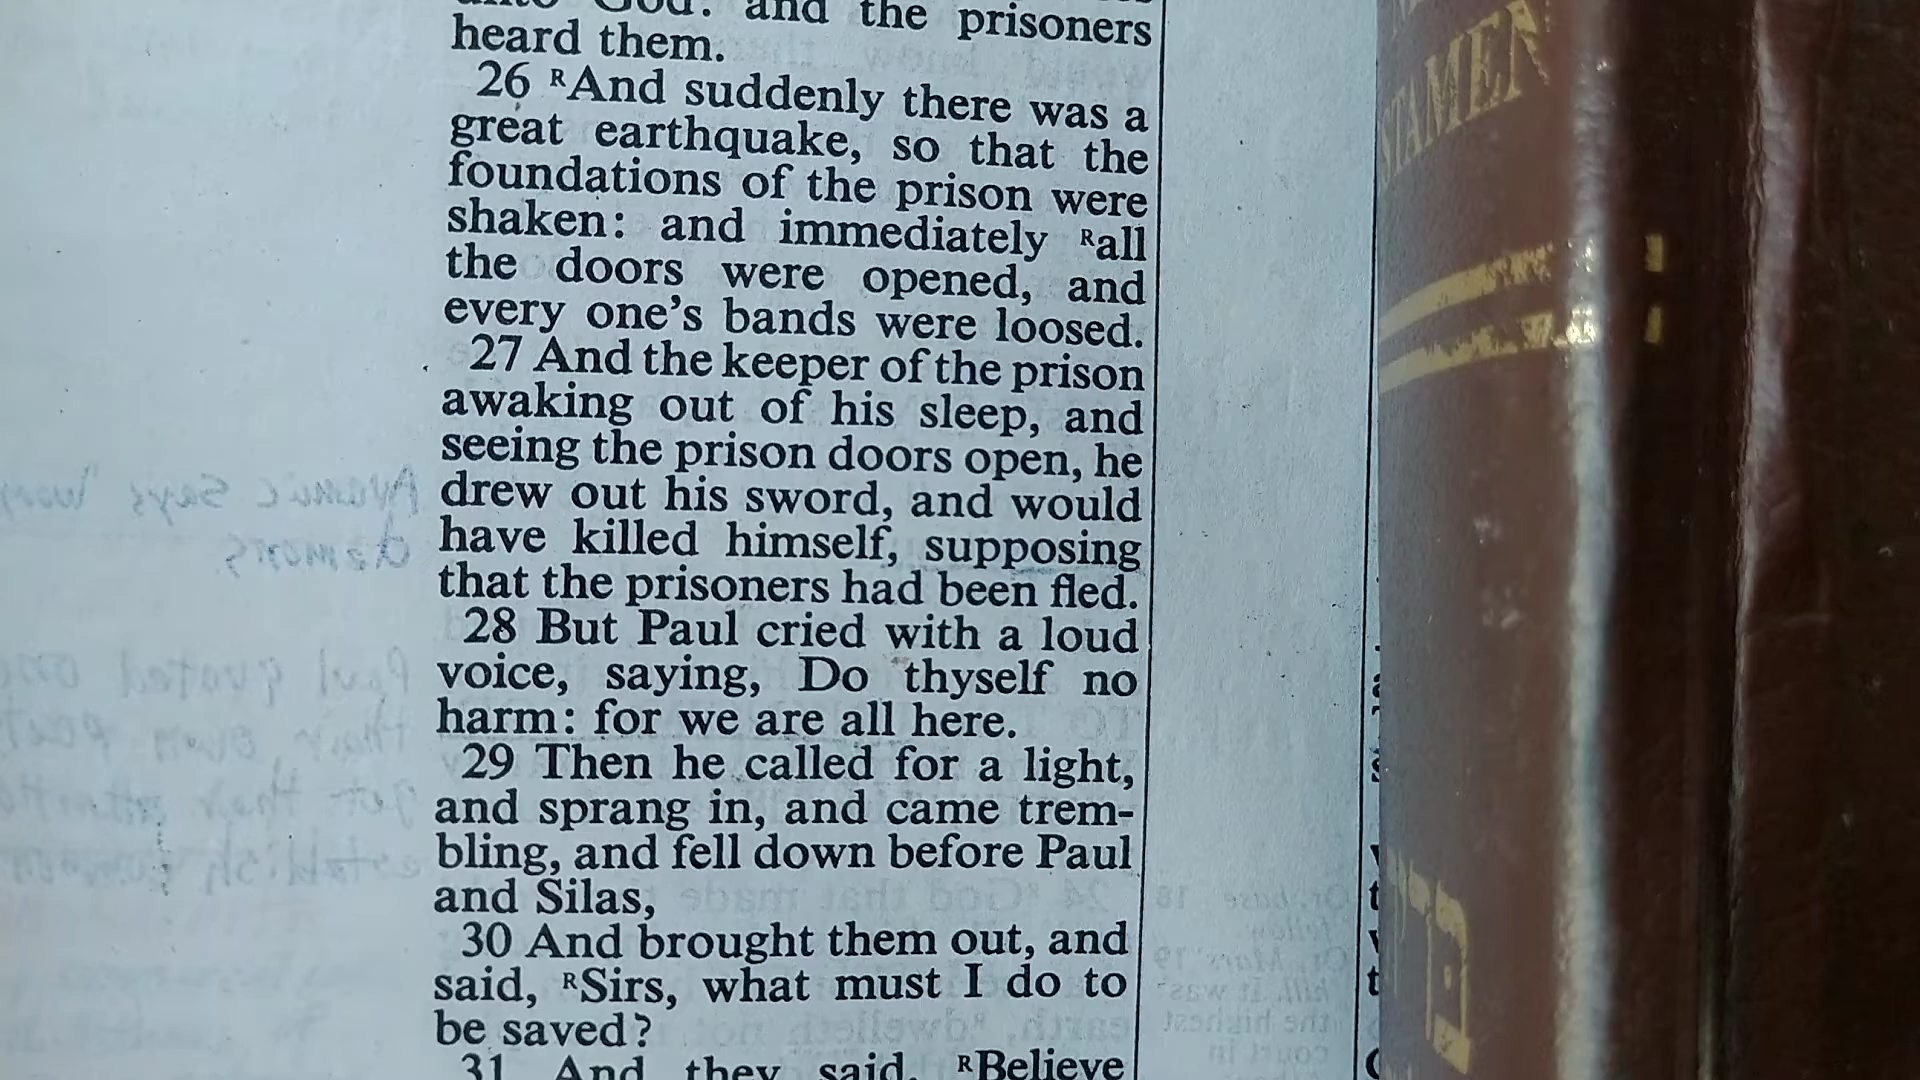 unto God: and the prisoners
heard them.
26 ᴿAnd suddenly there was a
great earthquake, so that the
foundations of the prison were
shaken: and immediately ᴿall
the doors were opened, and
every one's bands were loosed.
27 And the keeper of the prison
awaking out of his sleep, and
seeing the prison doors open, he
drew out his sword, and would
have killed himself, supposing
that the prisoners had been fled.
28 But Paul cried with a loud
voice, saying, Do thyself no
harm: for we are all here.
29 Then he called for a light,
and sprang in, and came trem-
bling, and fell down before Paul
and Silas,
30 And brought them out, and
said, ᴿSirs, what must I do to
be saved?
31 And they said, ᴿBelieve
STAMEN